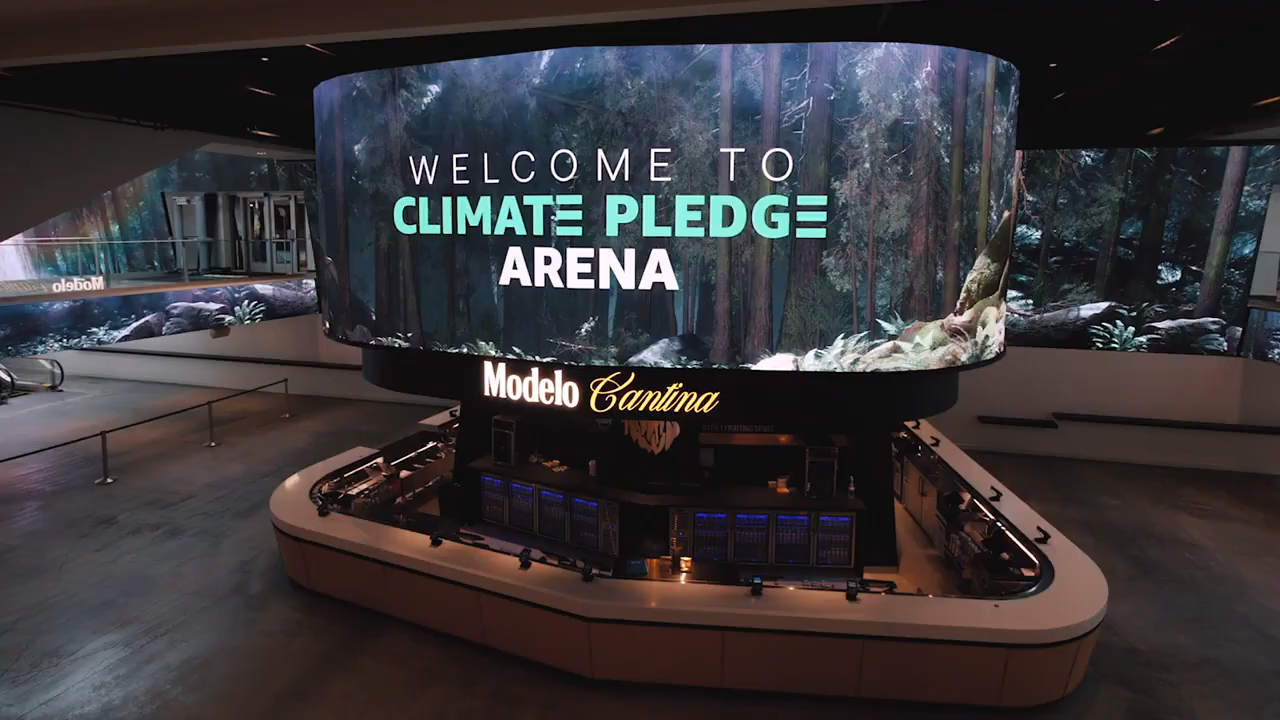 WELCOME TO
CLIMATE PLEDGE
ARENA
Modelo
Modelo Cantina